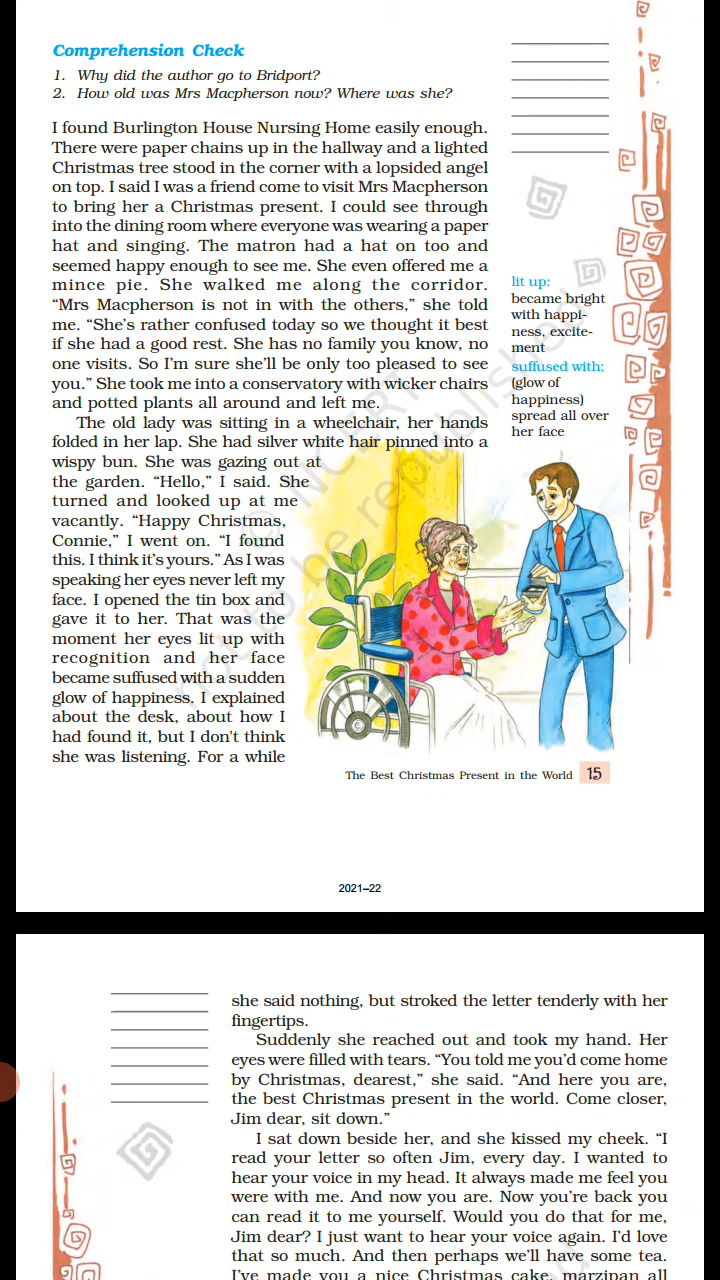 Comprehension Check
1. Why did the author go to Bridport?
2. How old was Mrs Macpherson now? Where was she?
I found Burlington House Nursing Home easily enough.
There were paper chains up in the hallway and a lighted
Christmas tree stood in the corner with a lopsided angel
on top. I said I was a friend come to visit Mrs Macpherson
to bring her a Christmas present. I could see through
into the dining room where everyone was wearing a paper
hat and singing. The matron had a hat on too and
seemed happy enough to see me. She even offered me a
mince pie. She walked me along the corridor.
“Mrs Macpherson is not in with the others,” she told
me. “She's rather confused today so we thought it best
if she had a good rest. She has no family you know, no
one visits. So I'm sure she'll be only too pleased to see
you.” She took me into a conservatory with wicker chairs
and potted plants all around and left me.
The old lady was sitting in a wheelchair, her hands
folded in her lap. She had silver white hair pinned into a
wispy bun. She was gazing out at
the garden. “Hello,” I said. She
turned and looked up at me
vacantly. “Happy Christmas,
Connie,” I went on. “I found
this. I think it's yours.” As I was
speaking her eyes never left my
face. I opened the tin box and
gave it to her. That was the
moment her eyes lit up with
recognition and her face
became suffused with a sudden
glow of happiness. I explained
about the desk, about how I
had found it, but I don't think
she was listening. For a while
lit up:
became bright
with happi-
ness, excite-
ment
suffused with:
(glow of
happiness)
spread all over
her face
© NCERT
not to be republished
The Best Christmas Present in the World 15
2021–22
she said nothing, but stroked the letter tenderly with her
fingertips.
Suddenly she reached out and took my hand. Her
eyes were filled with tears. “You told me you'd come home
by Christmas, dearest,” she said. “And here you are,
the best Christmas present in the world. Come closer,
Jim dear, sit down.”
I sat down beside her, and she kissed my cheek. “I
read your letter so often Jim, every day. I wanted to
hear your voice in my head. It always made me feel you
were with me. And now you are. Now you're back you
can read it to me yourself. Would you do that for me,
Jim dear? I just want to hear your voice again. I'd love
that so much. And then perhaps we'll have some tea.
I've made you a nice Christmas cake, marzipan all